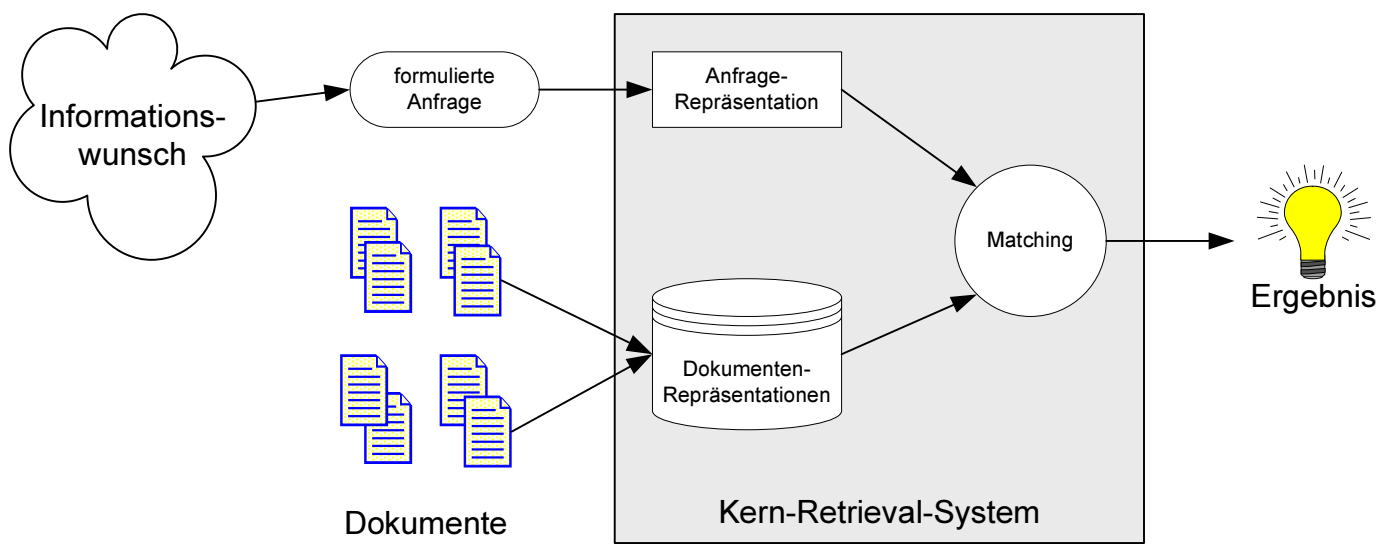 Informations-
wunsch
formulierte
Anfrage
Anfrage-
Repräsentation
Matching
Ergebnis
Dokumenten-
Repräsentationen
Dokumente
Kern-Retrieval-System